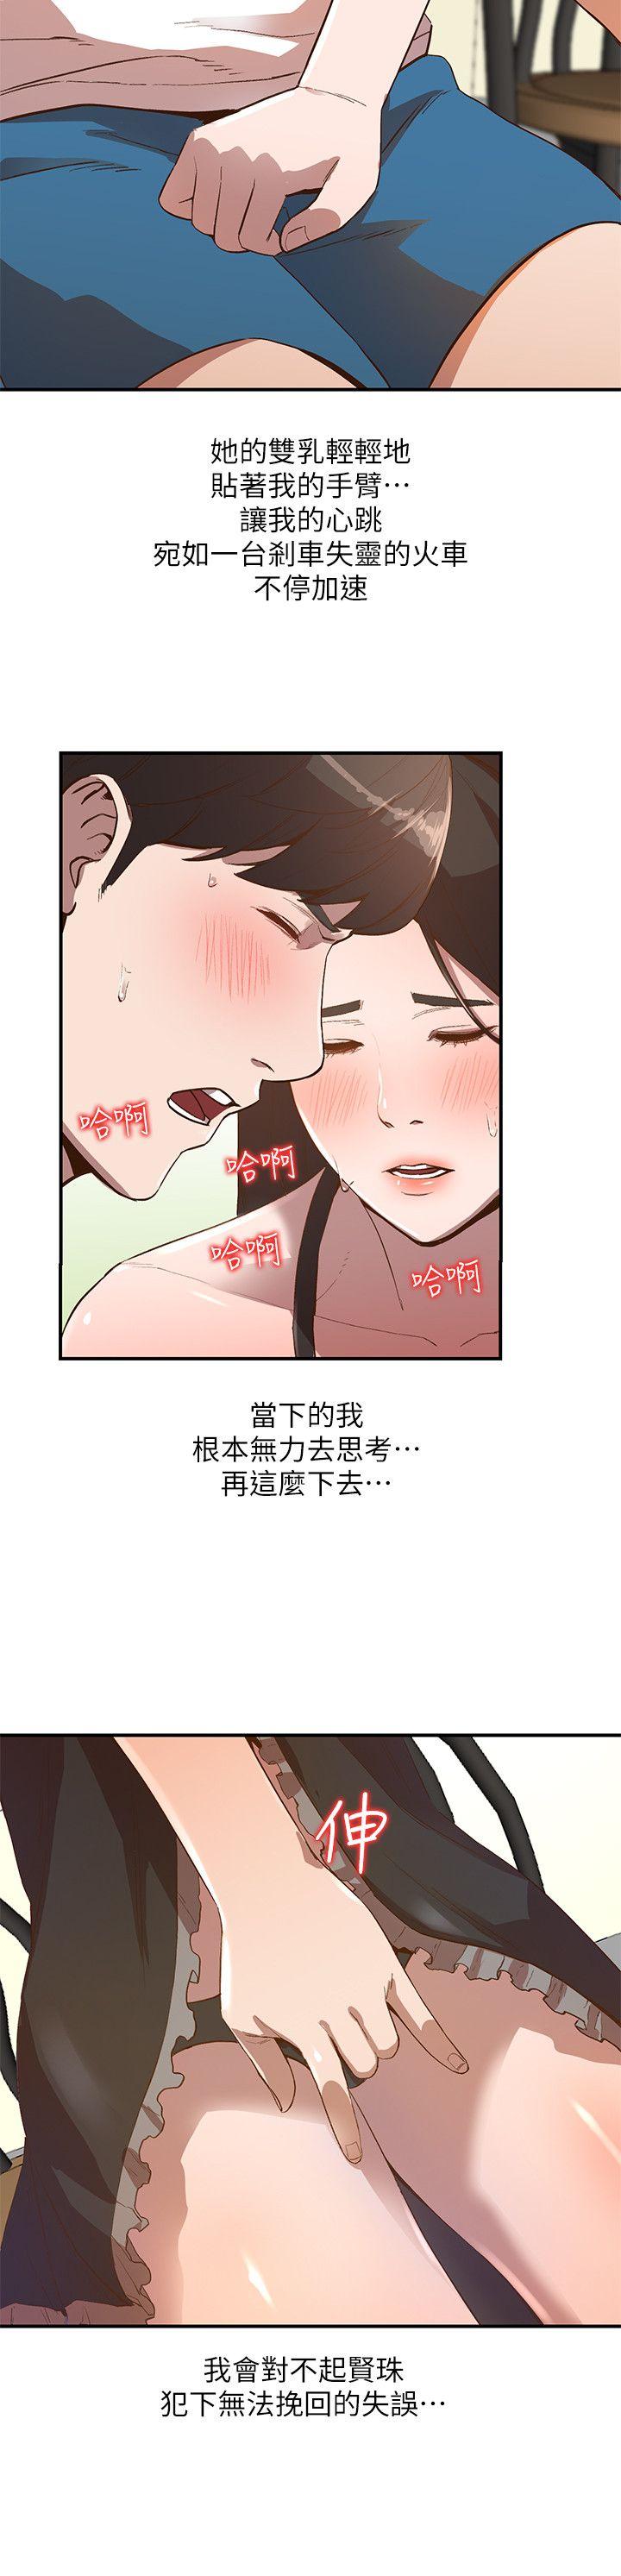 她的雙乳輕輕地
貼著我的手臂…
讓我的心跳
宛如一台剎車失靈的火車
不停加速
哈啊
哈啊
哈啊
哈啊
當下的我
根本無力去思考…
再這麼下去…
伸
我會對不起賢珠
犯下無法挽回的失誤…